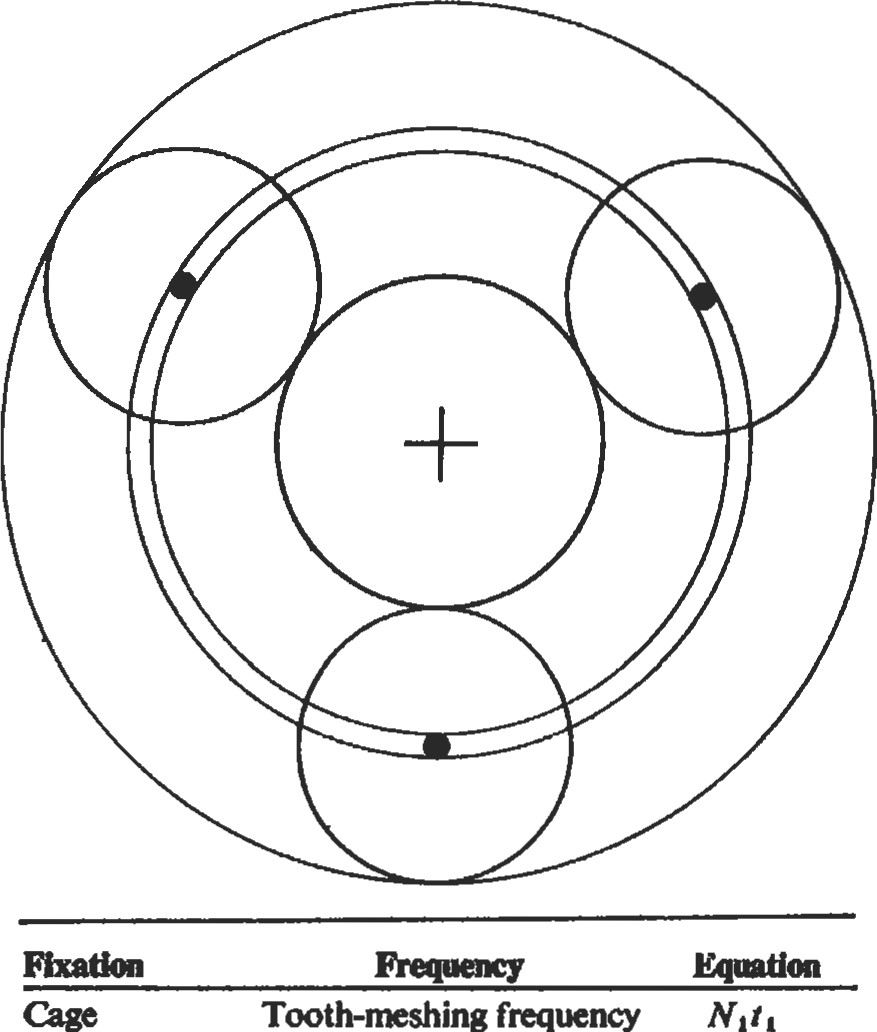 Fixation Frequency Equation
Cage Tooth-meshing frequency N₁t₁